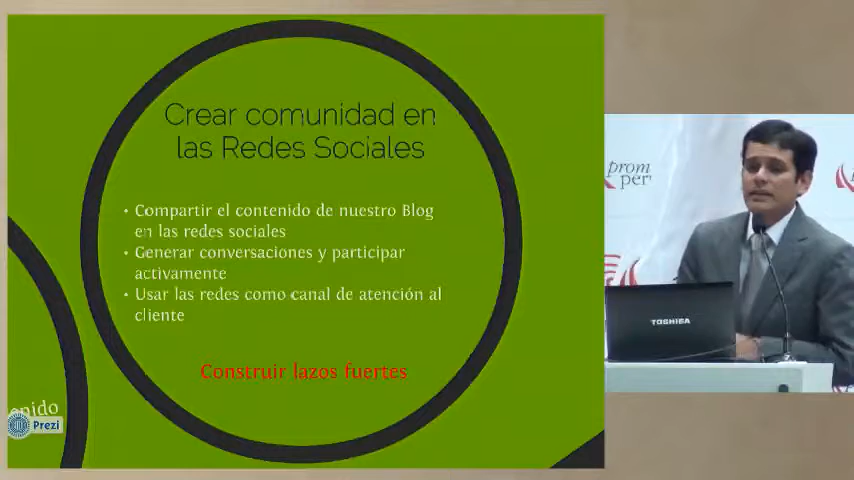 Crear comunidad en
las Redes Sociales
• Compartir el contenido de nuestro Blog
en las redes sociales
• Generar conversaciones y participar
activamente
• Usar las redes como canal de atención al
cliente
Construir lazos fuertes
Prezi
prom
per
TOSHIBA